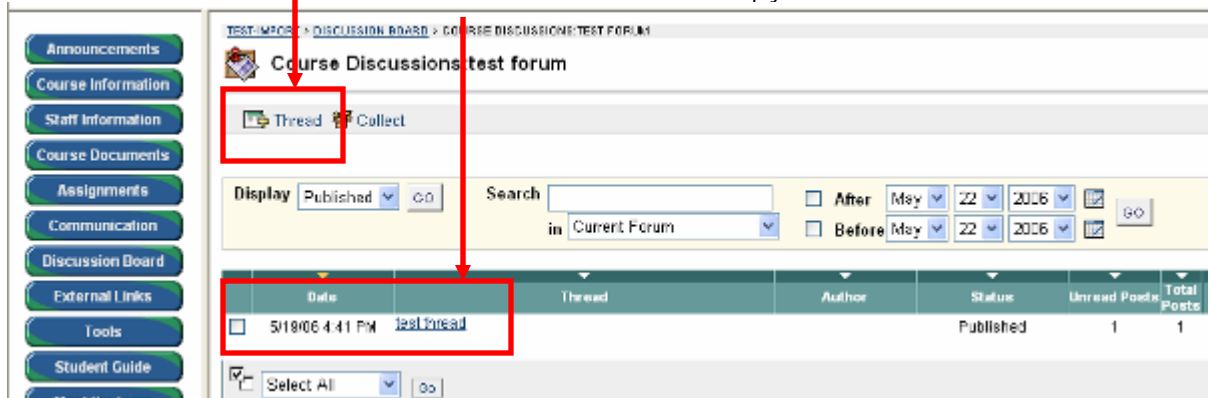 TEST-IMPORT > DISCUSSION BOARD > COURSE DISCUSSIONS:TEST FORUM
Course Discussions:test forum
Announcements
Course Information
Staff Information
Course Documents
Assignments
Communication
Discussion Board
External Links
Tools
Student Guide
Thread Collect
Display Published GO Search After May 22 2006 GO
in Current Forum Before May 22 2006
Date Thread Author Status Unread Posts Total Posts
5/19/06 4:41 PM test thread Published 1 1
Select All Go